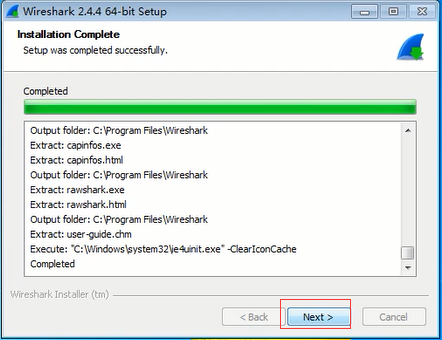 Wireshark 2.4.4 64-bit Setup
Installation Complete
Setup was completed successfully.
Completed
Output folder: C:\Program Files\Wireshark
Extract: capinfos.exe
Extract: capinfos.html
Output folder: C:\Program Files\Wireshark
Extract: rawshark.exe
Extract: rawshark.html
Output folder: C:\Program Files\Wireshark
Extract: user-guide.chm
Execute: "C:\Windows\system32\ie4uinit.exe" -ClearIconCache
Completed
Wireshark Installer (tm)
< Back Next > Cancel